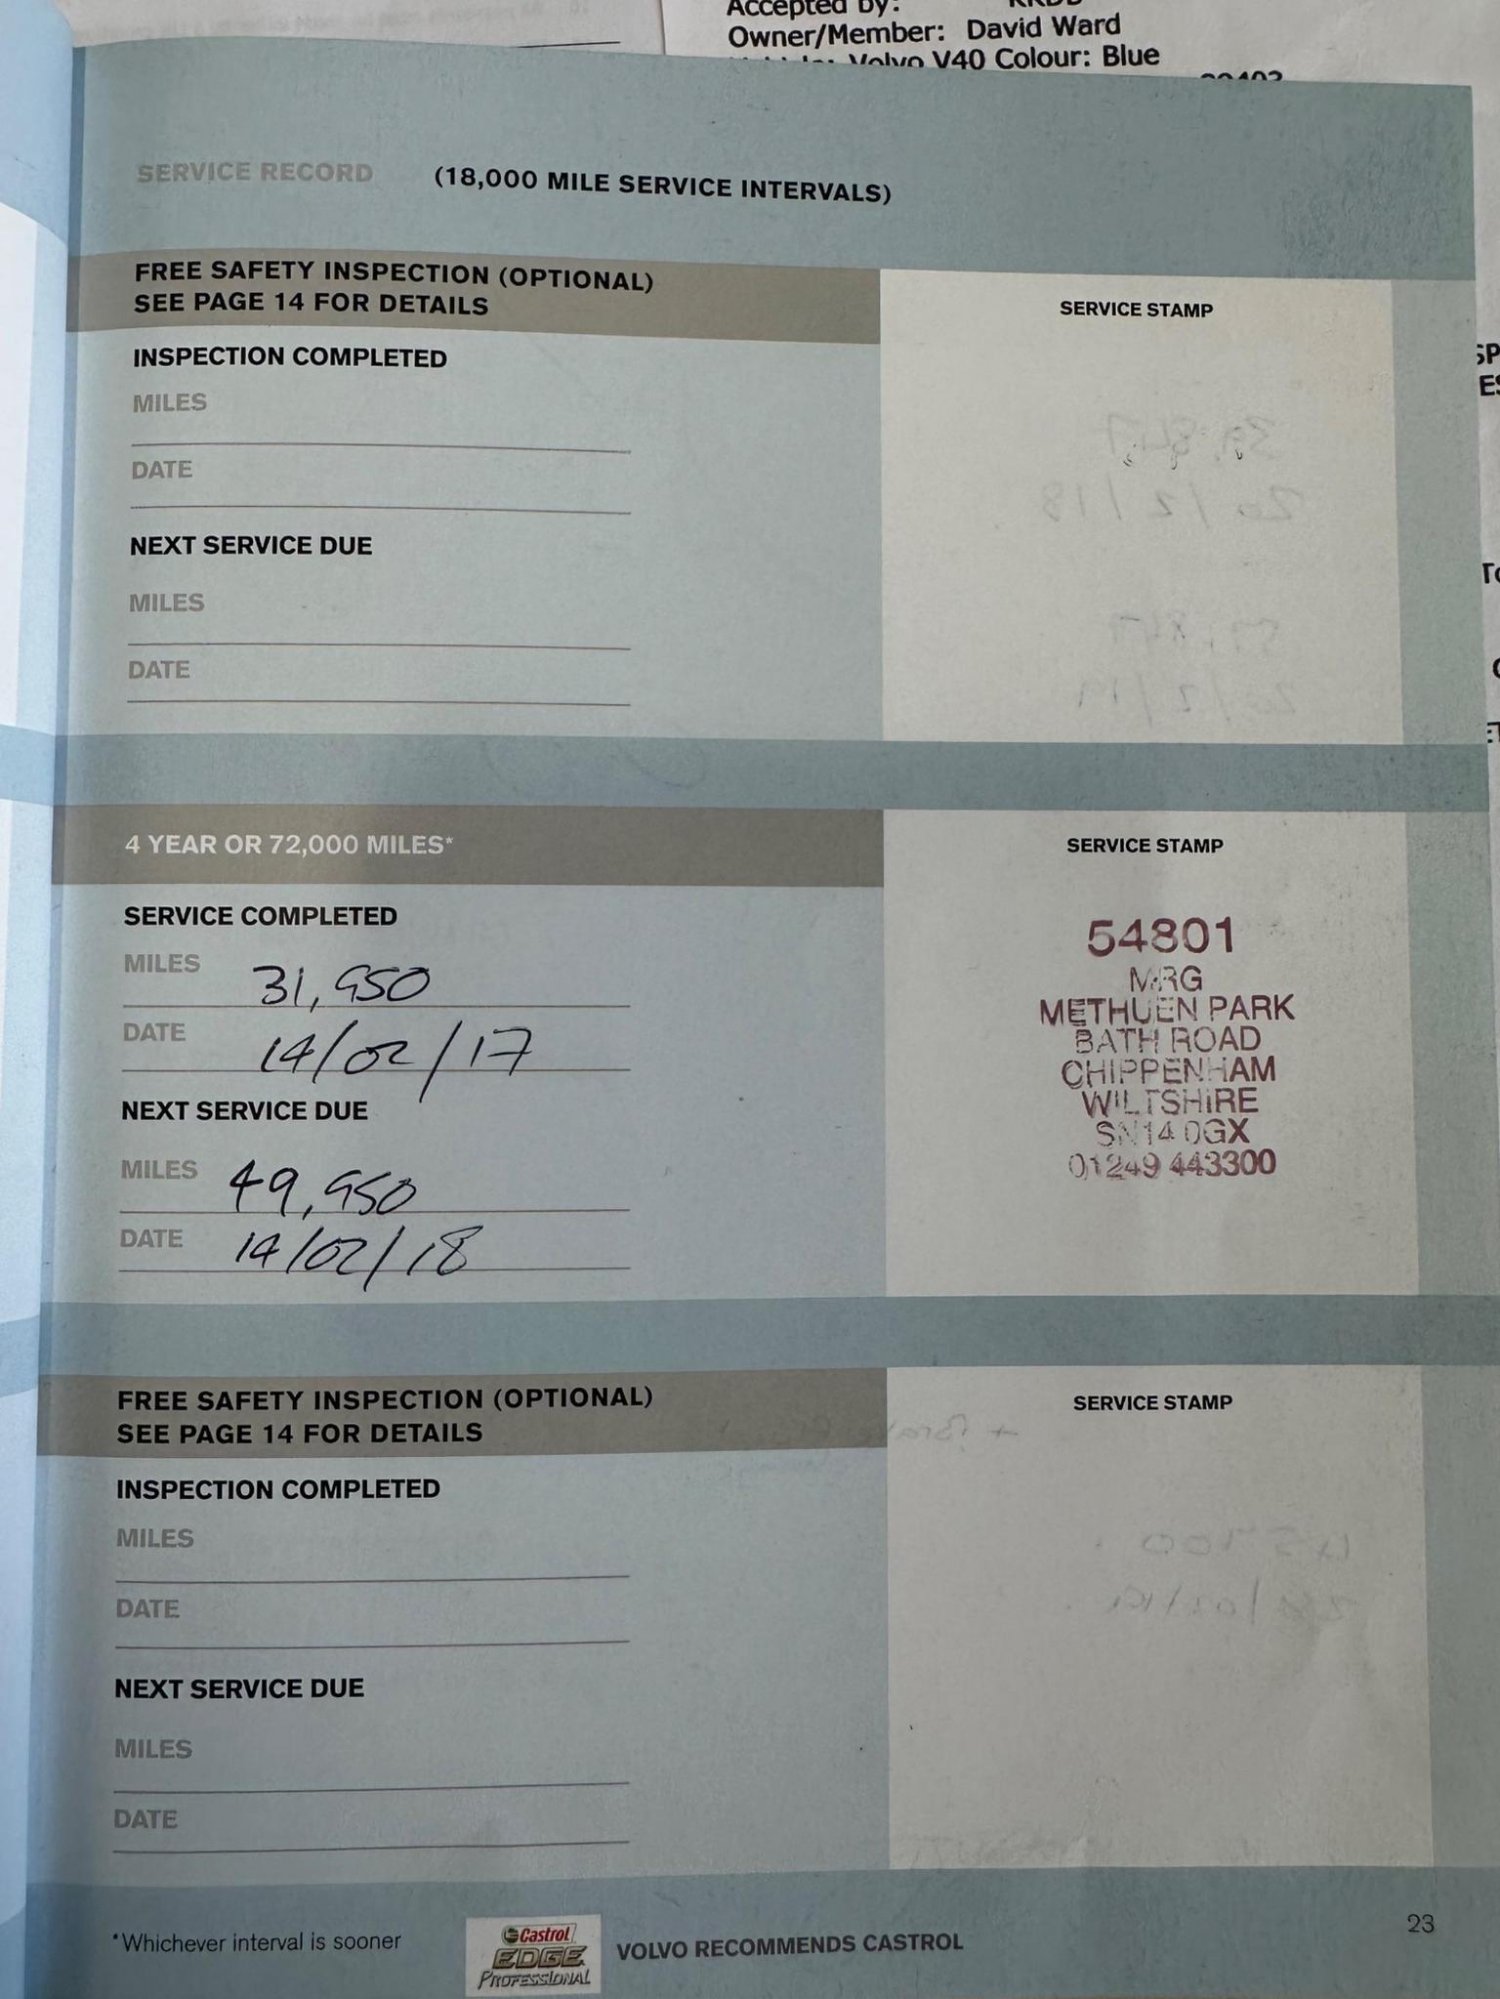 Accepted by:
Owner/Member: David Ward
Volvo V40 Colour: Blue
SERVICE RECORD (18,000 MILE SERVICE INTERVALS)
FREE SAFETY INSPECTION (OPTIONAL)
SEE PAGE 14 FOR DETAILS
SERVICE STAMP
INSPECTION COMPLETED
MILES
DATE
NEXT SERVICE DUE
MILES
DATE
4 YEAR OR 72,000 MILES*
SERVICE STAMP
SERVICE COMPLETED
MILES 31,950
DATE 14/02/17
NEXT SERVICE DUE
MILES 49,950
DATE 14/02/18
54801
MRG
METHUEN PARK
BATH ROAD
CHIPPENHAM
WILTSHIRE
SN14 0GX
01249 443300
FREE SAFETY INSPECTION (OPTIONAL)
SEE PAGE 14 FOR DETAILS
SERVICE STAMP
INSPECTION COMPLETED
MILES
DATE
NEXT SERVICE DUE
MILES
DATE
*Whichever interval is sooner
Castrol
EDGE
PROFESSIONAL
VOLVO RECOMMENDS CASTROL
23